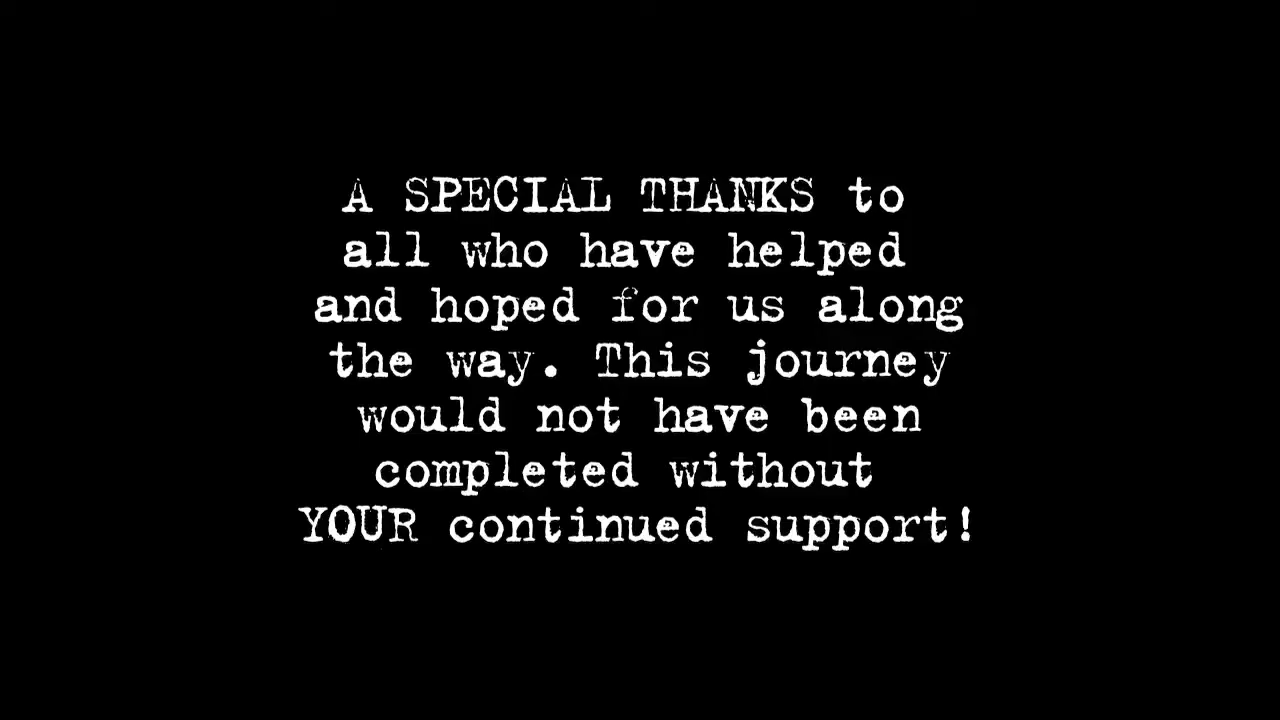 A SPECIAL THANKS to
all who have helped
and hoped for us along
the way. This journey
would not have been
completed without
YOUR continued support!